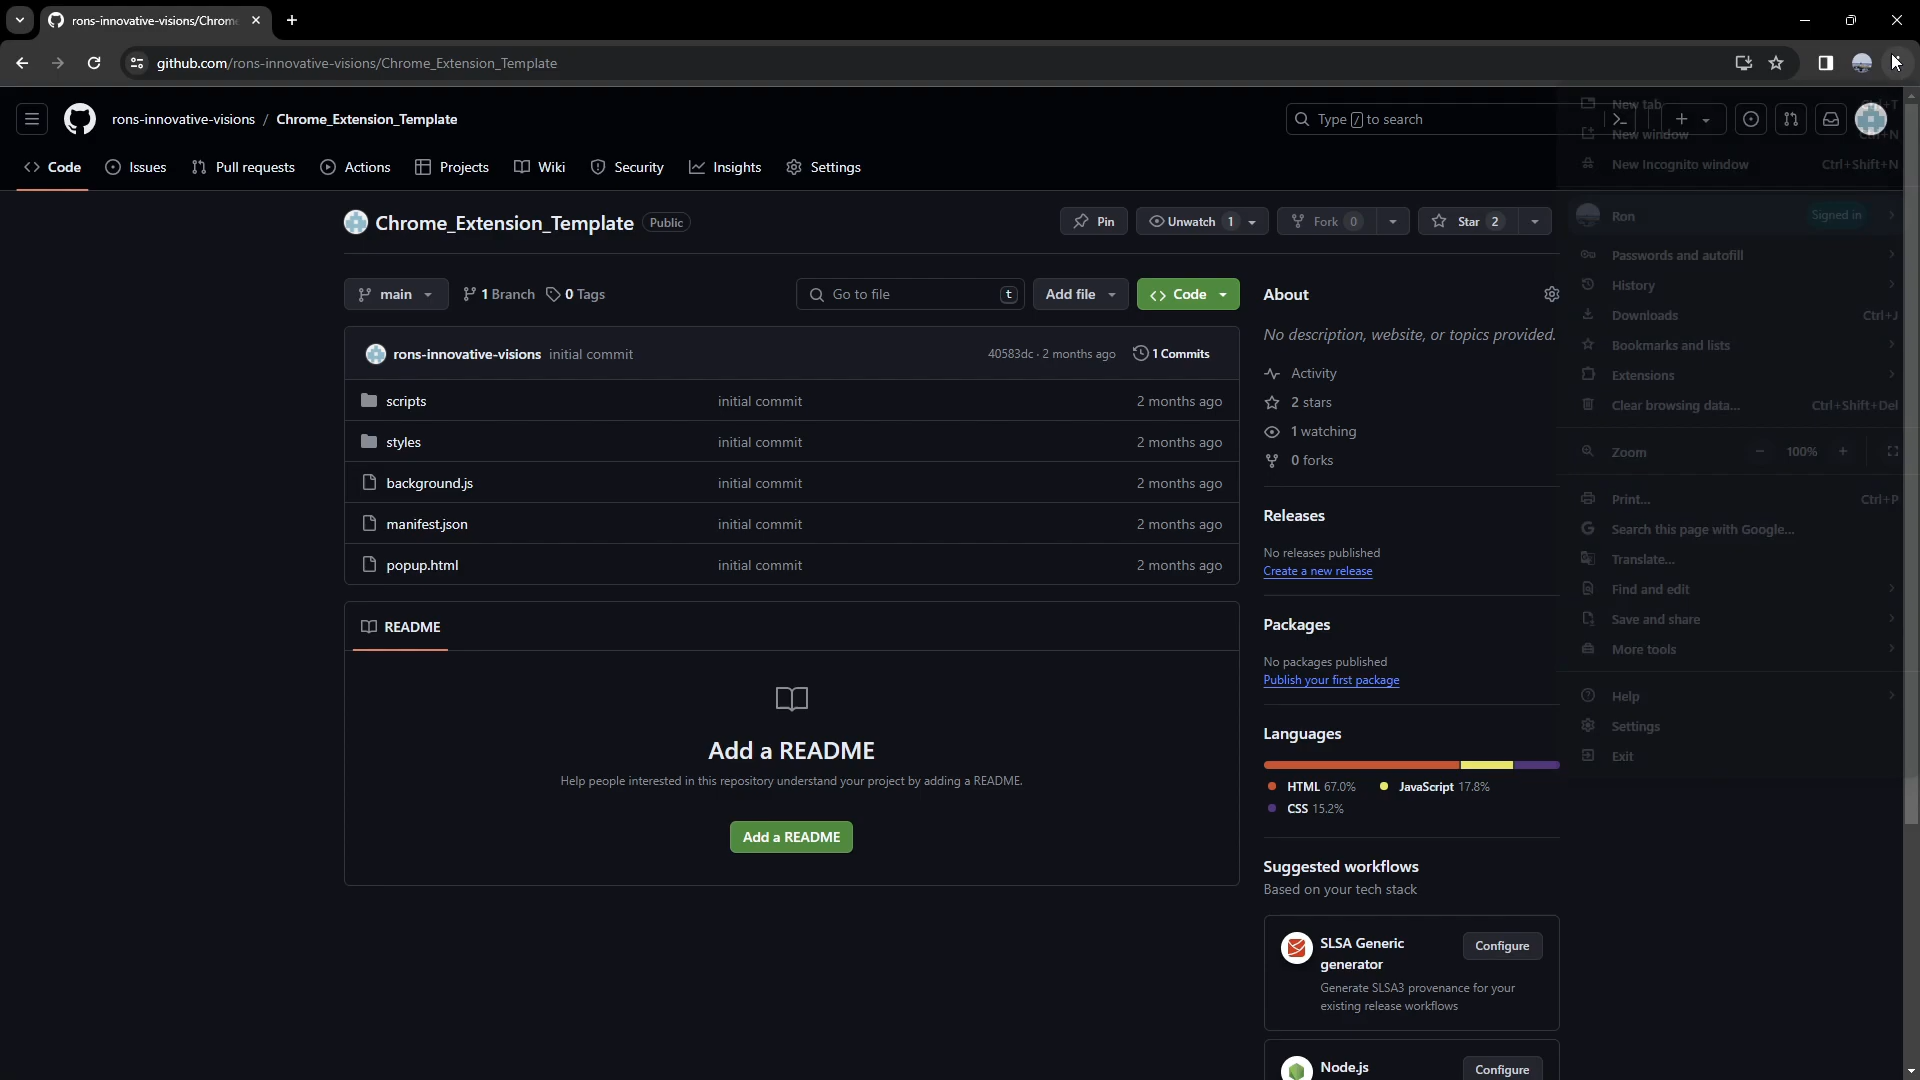 rons-innovative-visions/Chrom
github.com/rons-innovative-visions/Chrome_Extension_Template
rons-innovative-visions / Chrome_Extension_Template
Type / to search
Code
Issues
Pull requests
Actions
Projects
Wiki
Security
Insights
Settings
Chrome_Extension_Template Public
Pin
Unwatch 1
Fork 0
Star 2
main
1 Branch
0 Tags
Go to file t
Add file
Code
rons-innovative-visions initial commit 40583dc · 2 months ago 1 Commits
scripts initial commit 2 months ago
styles initial commit 2 months ago
background.js initial commit 2 months ago
manifest.json initial commit 2 months ago
popup.html initial commit 2 months ago
README
Add a README
Help people interested in this repository understand your project by adding a README.
Add a README
About
No description, website, or topics provided.
Activity
2 stars
1 watching
0 forks
Releases
No releases published
Create a new release
Packages
No packages published
Publish your first package
Languages
HTML 67.0% JavaScript 17.8%
CSS 15.2%
Suggested workflows
Based on your tech stack
SLSA Generic
generator
Configure
Generate SLSA3 provenance for your
existing release workflows
Node.js
Configure
New tab
New window
New Incognito window Ctrl+Shift+N
Ron Signed in
Passwords and autofill
History
Downloads Ctrl+J
Bookmarks and lists
Extensions
Clear browsing data... Ctrl+Shift+Del
Zoom − 100% +
Print... Ctrl+P
Search this page with Google...
Translate...
Find and edit
Save and share
More tools
Help
Settings
Exit